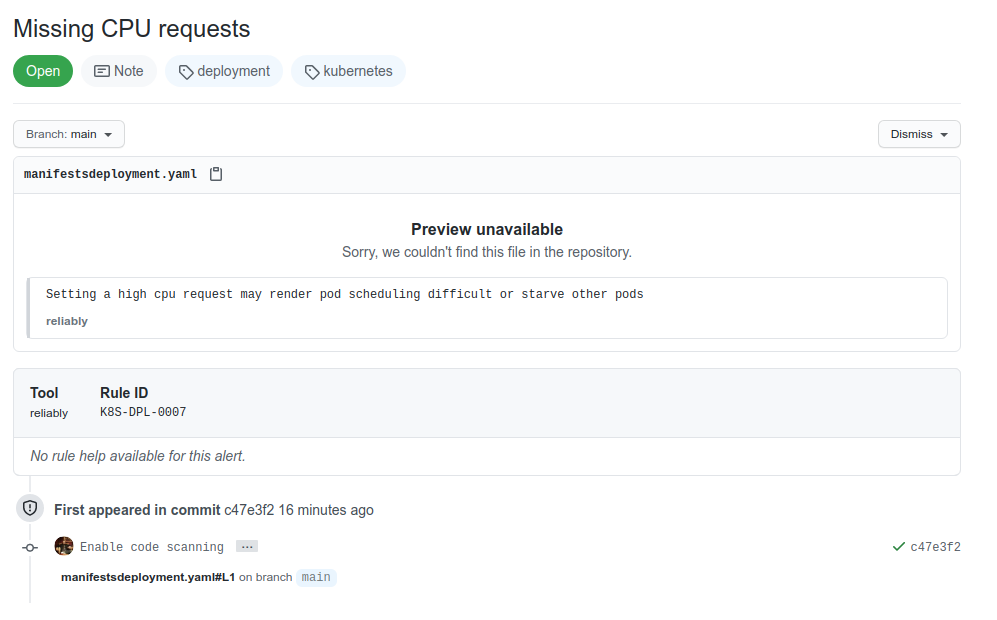 Missing CPU requests
Open Note deployment kubernetes
Branch: main Dismiss
manifestsdeployment.yaml
Preview unavailable
Sorry, we couldn't find this file in the repository.
Setting a high cpu request may render pod scheduling difficult or starve other pods
reliably
Tool Rule ID
reliably K8S-DPL-0007
No rule help available for this alert.
First appeared in commit c47e3f2 16 minutes ago
Enable code scanning ... c47e3f2
manifestsdeployment.yaml#L1 on branch main